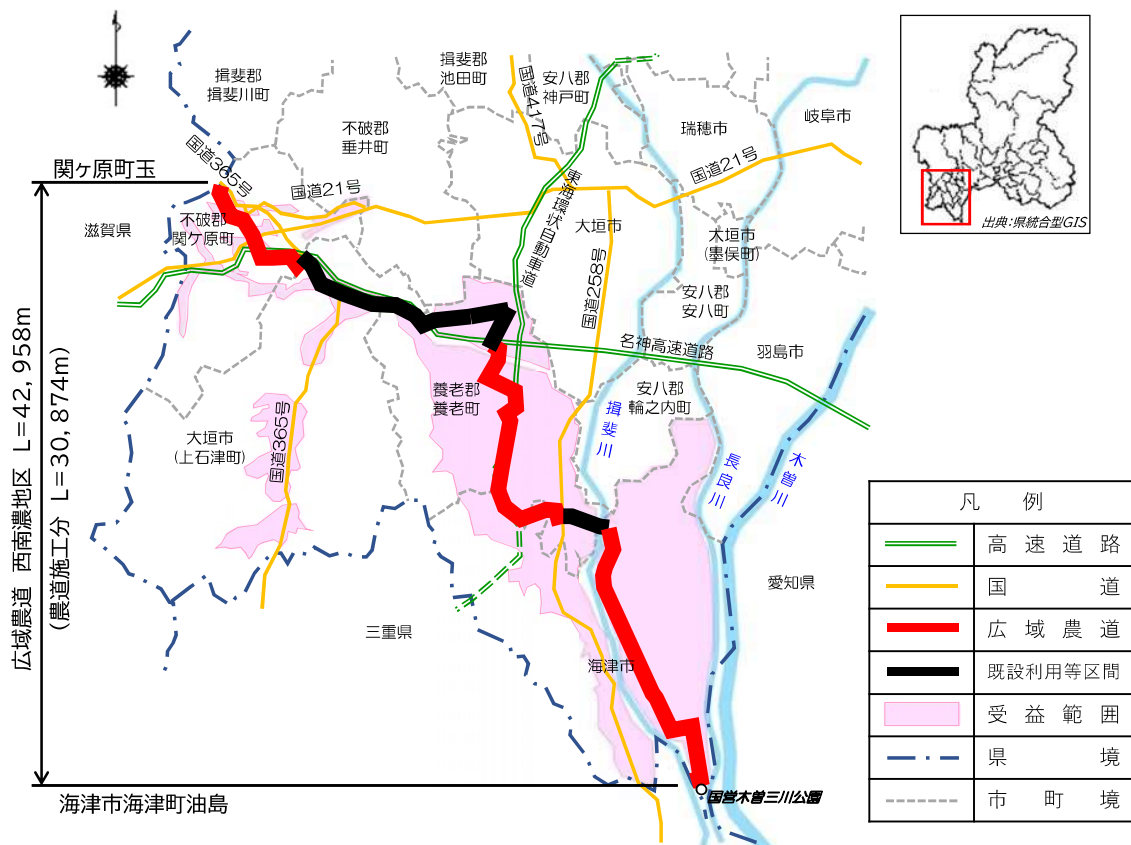 揖斐郡
揖斐川町
揖斐郡
池田町
国道417号
安八郡
神戸町
瑞穂市
岐阜市
不破郡
垂井町
出典:県統合型GIS
関ヶ原町玉
国道365号
国道21号
国道21号
東海環状自動車道
滋賀県
不破郡
関ケ原町
大垣市
大垣市
(墨俣町)
国道258号
安八郡
安八町
名神高速道路
羽島市
養老郡
養老町
安八郡
輪之内町
揖斐川
長良川
木曽川
大垣市
(上石津町)
国道365号
広域農道 西南濃地区 L=42,958m
(農道施工分 L=30,874m)
愛知県
三重県
海津市
海津市海津町油島
国営木曽三川公園
凡例
高速道路
国道
広域農道
既設利用等区間
受益範囲
県境
市町境